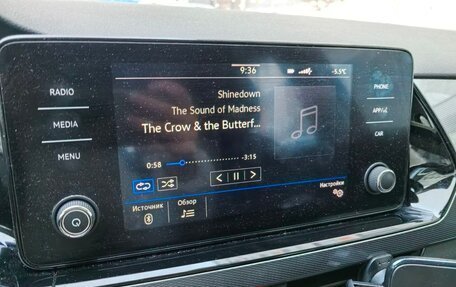 9:36
-5.5°C
RADIO
MEDIA
MENU
Shinedown
The Sound of Madness
The Crow & the Butterf...
0:58
-3:15
Источник
Обзор
Настройки
PHONE
APP
CAR